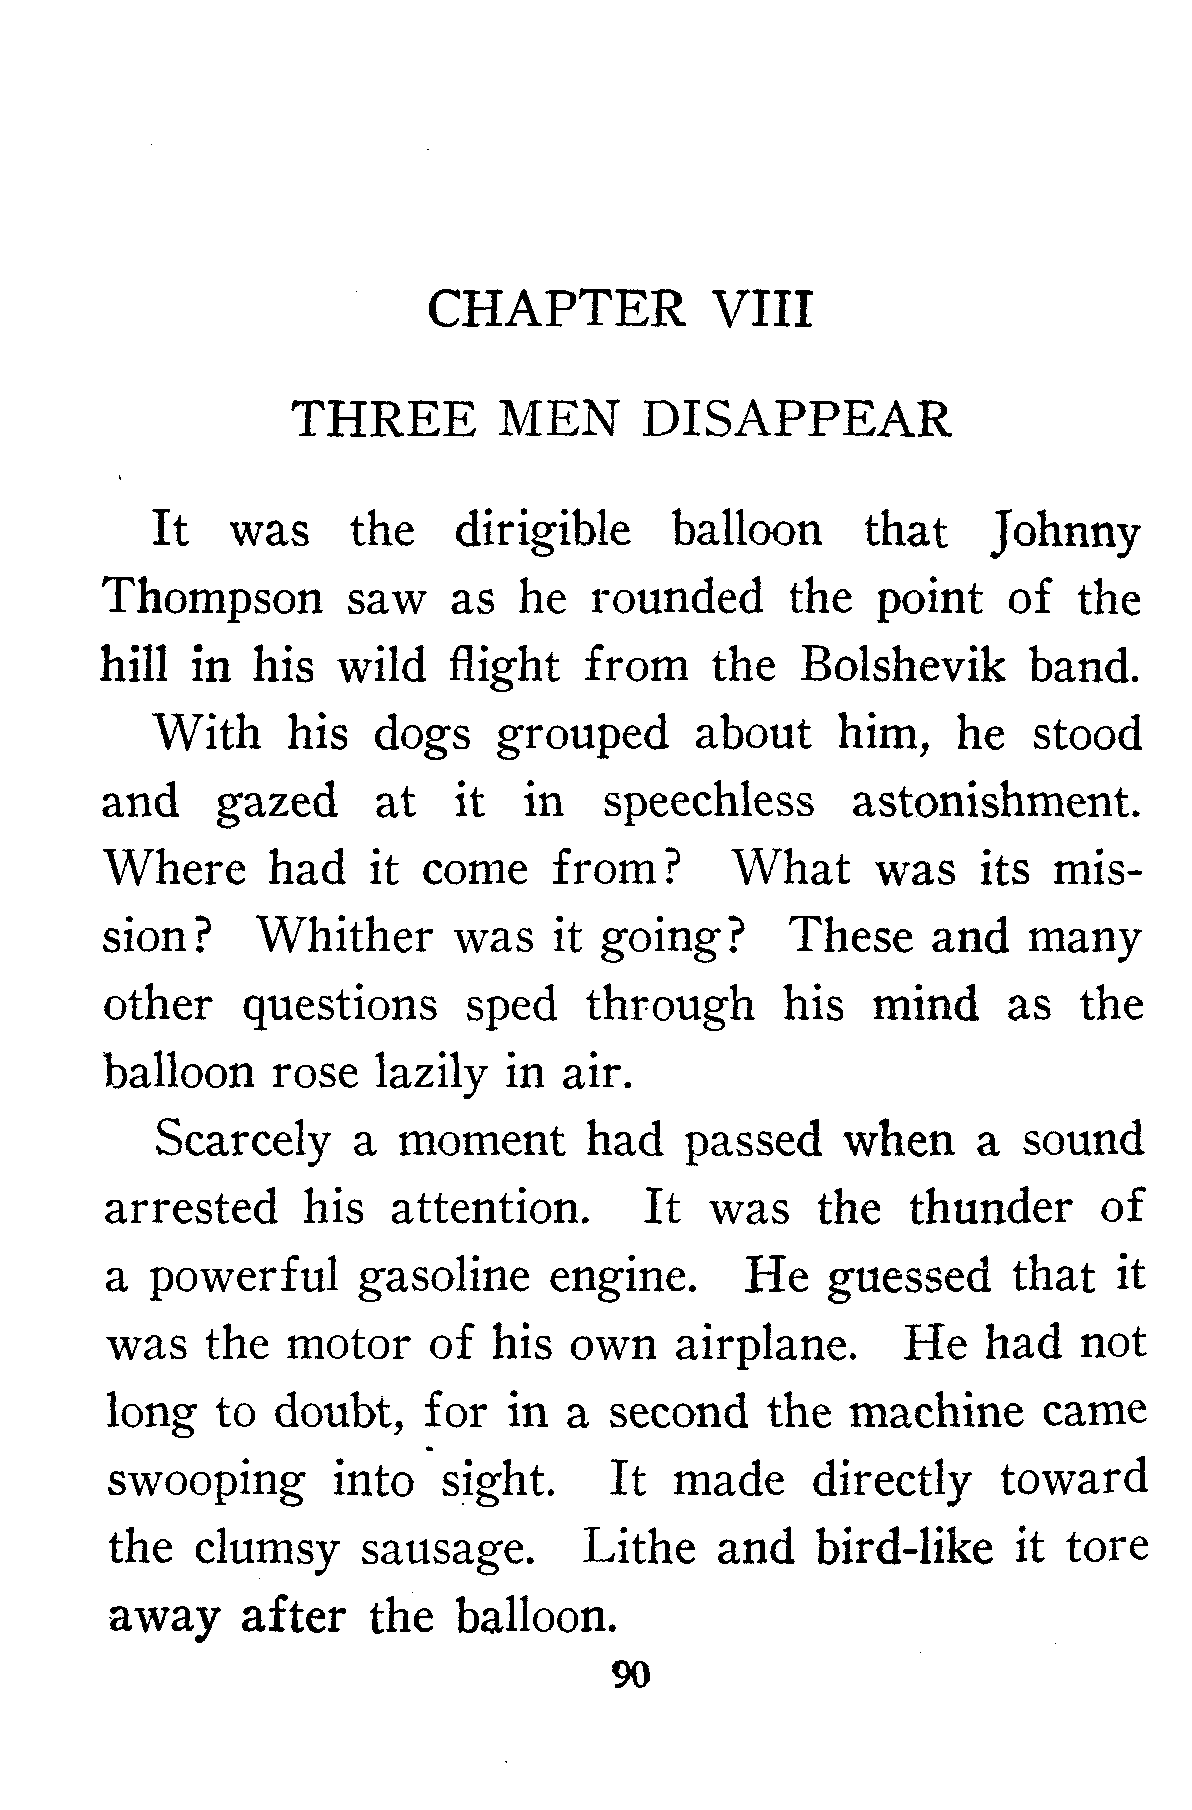 CHAPTER VIII
THREE MEN DISAPPEAR
It was the dirigible balloon that Johnny
Thompson saw as he rounded the point of the
hill in his wild flight from the Bolshevik band.
With his dogs grouped about him, he stood
and gazed at it in speechless astonishment.
Where had it come from? What was its mis-
sion? Whither was it going? These and many
other questions sped through his mind as the
balloon rose lazily in air.
Scarcely a moment had passed when a sound
arrested his attention. It was the thunder of
a powerful gasoline engine. He guessed that it
was the motor of his own airplane. He had not
long to doubt, for in a second the machine came
swooping into sight. It made directly toward
the clumsy sausage. Lithe and bird-like it tore
away after the balloon.
90